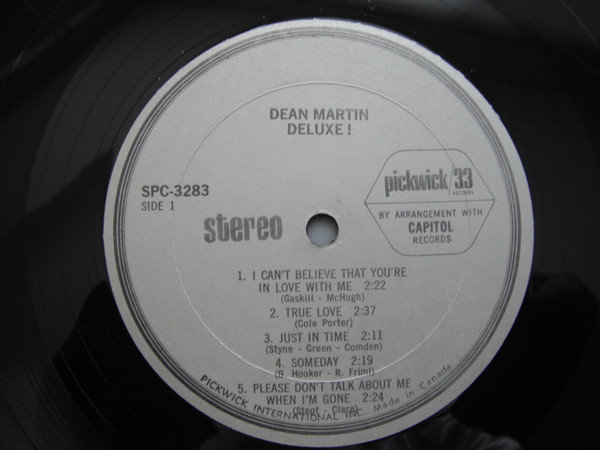 DEAN MARTIN
DELUXE!
pickwick/33
RECORDS
BY ARRANGEMENT WITH
CAPITOL
RECORDS
SPC-3283
SIDE 1
stereo
1. I CAN'T BELIEVE THAT YOU'RE
IN LOVE WITH ME 2:22
(Gaskill - McHugh)
2. TRUE LOVE 2:37
(Cole Porter)
3. JUST IN TIME 2:11
(Styne - Green - Comden)
4. SOMEDAY 2:19
(B. Hooker - R. Friml)
5. PLEASE DON'T TALK ABOUT ME
WHEN I'M GONE 2:24
(Stept - Clare)
PICKWICK INTERNATIONAL INC., Made in Canada